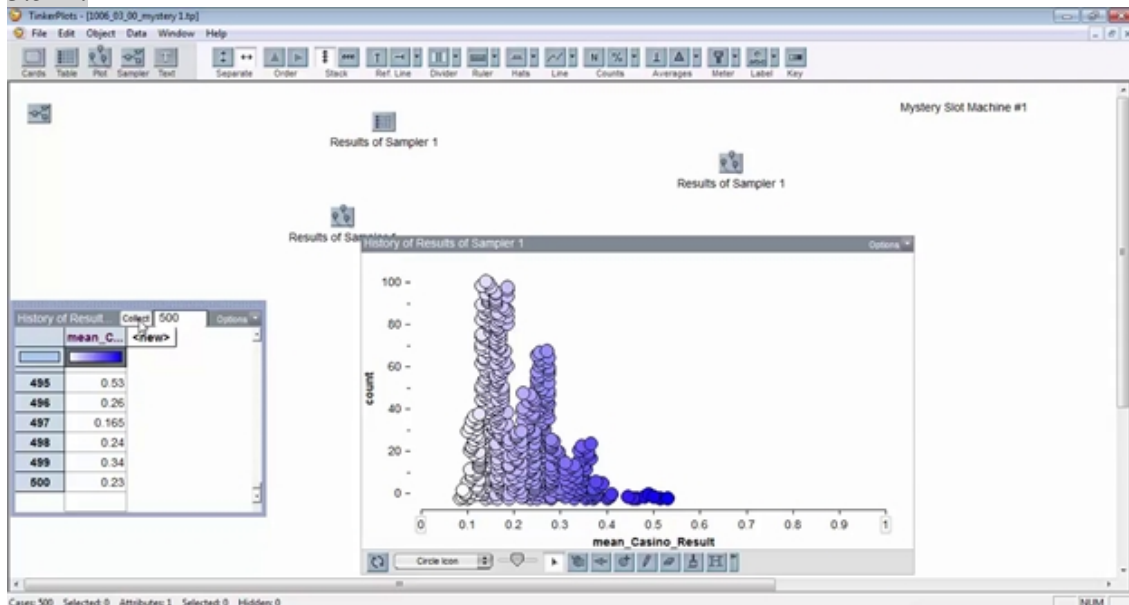 TinkerPlots - [1006_03_00_mystery 1.tp]
File Edit Object Data Window Help
Cards Table Plot Sampler Text Separate Order Stack Ref. Line Divider Ruler Hats Line Counts Averages Meter Label Key
Mystery Slot Machine #1
Results of Sampler 1
Results of Sampler 1
Results of Sa
History of Results of Sampler 1 Options
100
80
60
40
20
0
count
0 0.1 0.2 0.3 0.4 0.5 0.6 0.7 0.8 0.9 1
mean_Casino_Result
Circle Icon
History of Result... Collect 500 Options
mean_C... <new>
495 0.53
496 0.26
497 0.165
498 0.24
499 0.34
500 0.23
Cases: 500 Selected: 0 Attributes: 1 Selected: 0 Hidden: 0 NUM